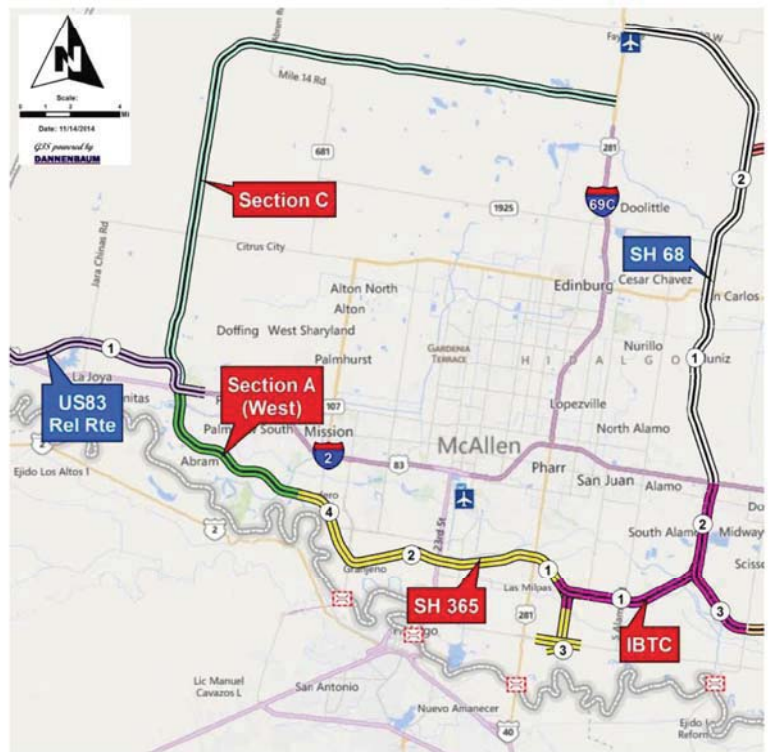 N
Scale:
0 1 2 4
MI
Date: 11/14/2014
GIS powered by
DANNENBAUM
Mile 14 Rd
681
281
1925
69C
Doolittle
2
Section C
SH 68
Jara Chinas Rd
Citrus City
Edinburg
Cesar Chavez
Alton North
Alton
Doffing
West Sharyland
Palmhurst
GARDENIA
TERRACE
H I D A L G O
Nurillo
1
1
La Joya
US83
Rel Rte
Section A
(West)
107
Lopezville
North Alamo
Mission
McAllen
2
83
Pharr
San Juan
Alamo
Abram
Ejido Los Altos I
2
4
23rd St
2
South Alamo
Midway
2
Granjeno
1
Las Milpas
1
3
SH 365
281
3
IBTC
Lic Manuel
Cavazos L
San Antonio
Nuevo Amanecer
40